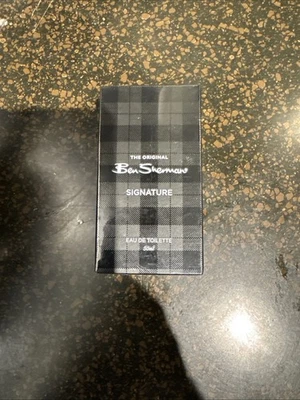 THE ORIGINAL
Ben Sherman
SIGNATURE
EAU DE TOILETTE